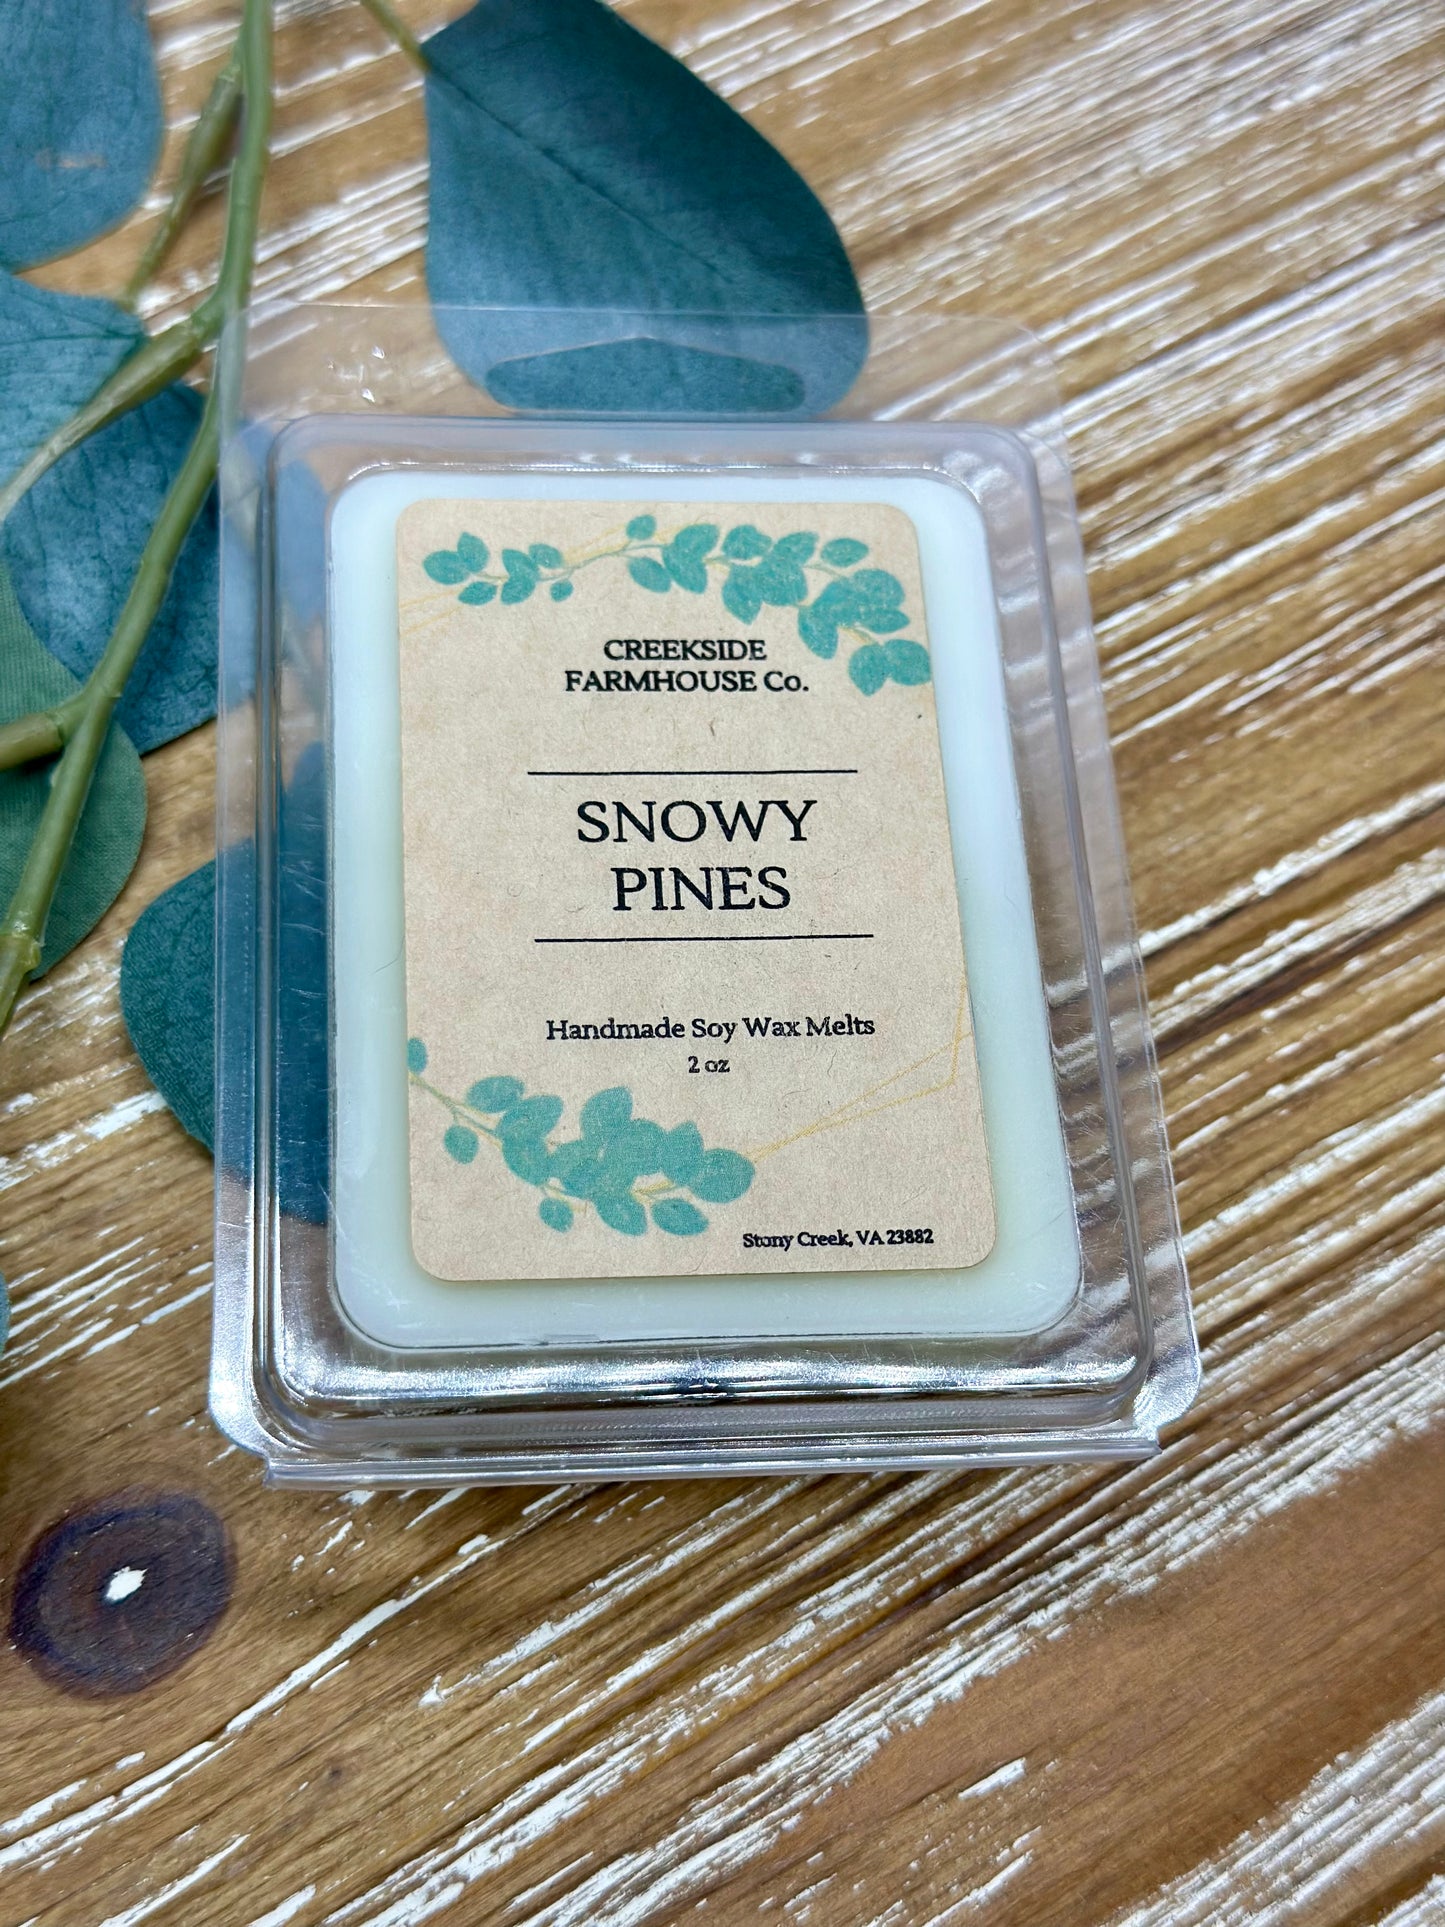 CREEKSIDE
FARMHOUSE Co.
SNOWY
PINES
Handmade Soy Wax Melts
2 oz
Stony Creek, VA 23882